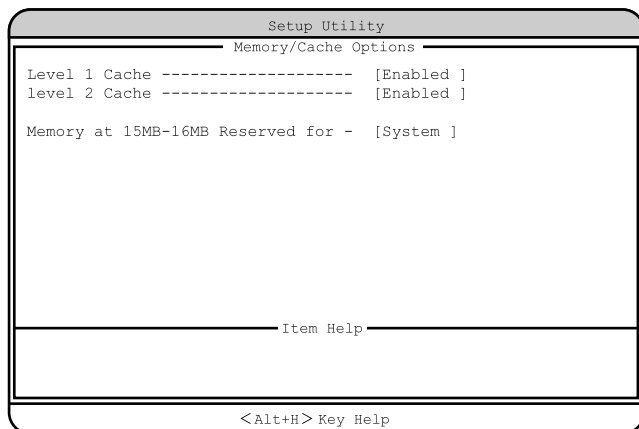 Setup Utility
Memory/Cache Options
Level 1 Cache -------------------- [Enabled ]
level 2 Cache -------------------- [Enabled ]
Memory at 15MB-16MB Reserved for - [System ]
Item Help
<Alt+H> Key Help